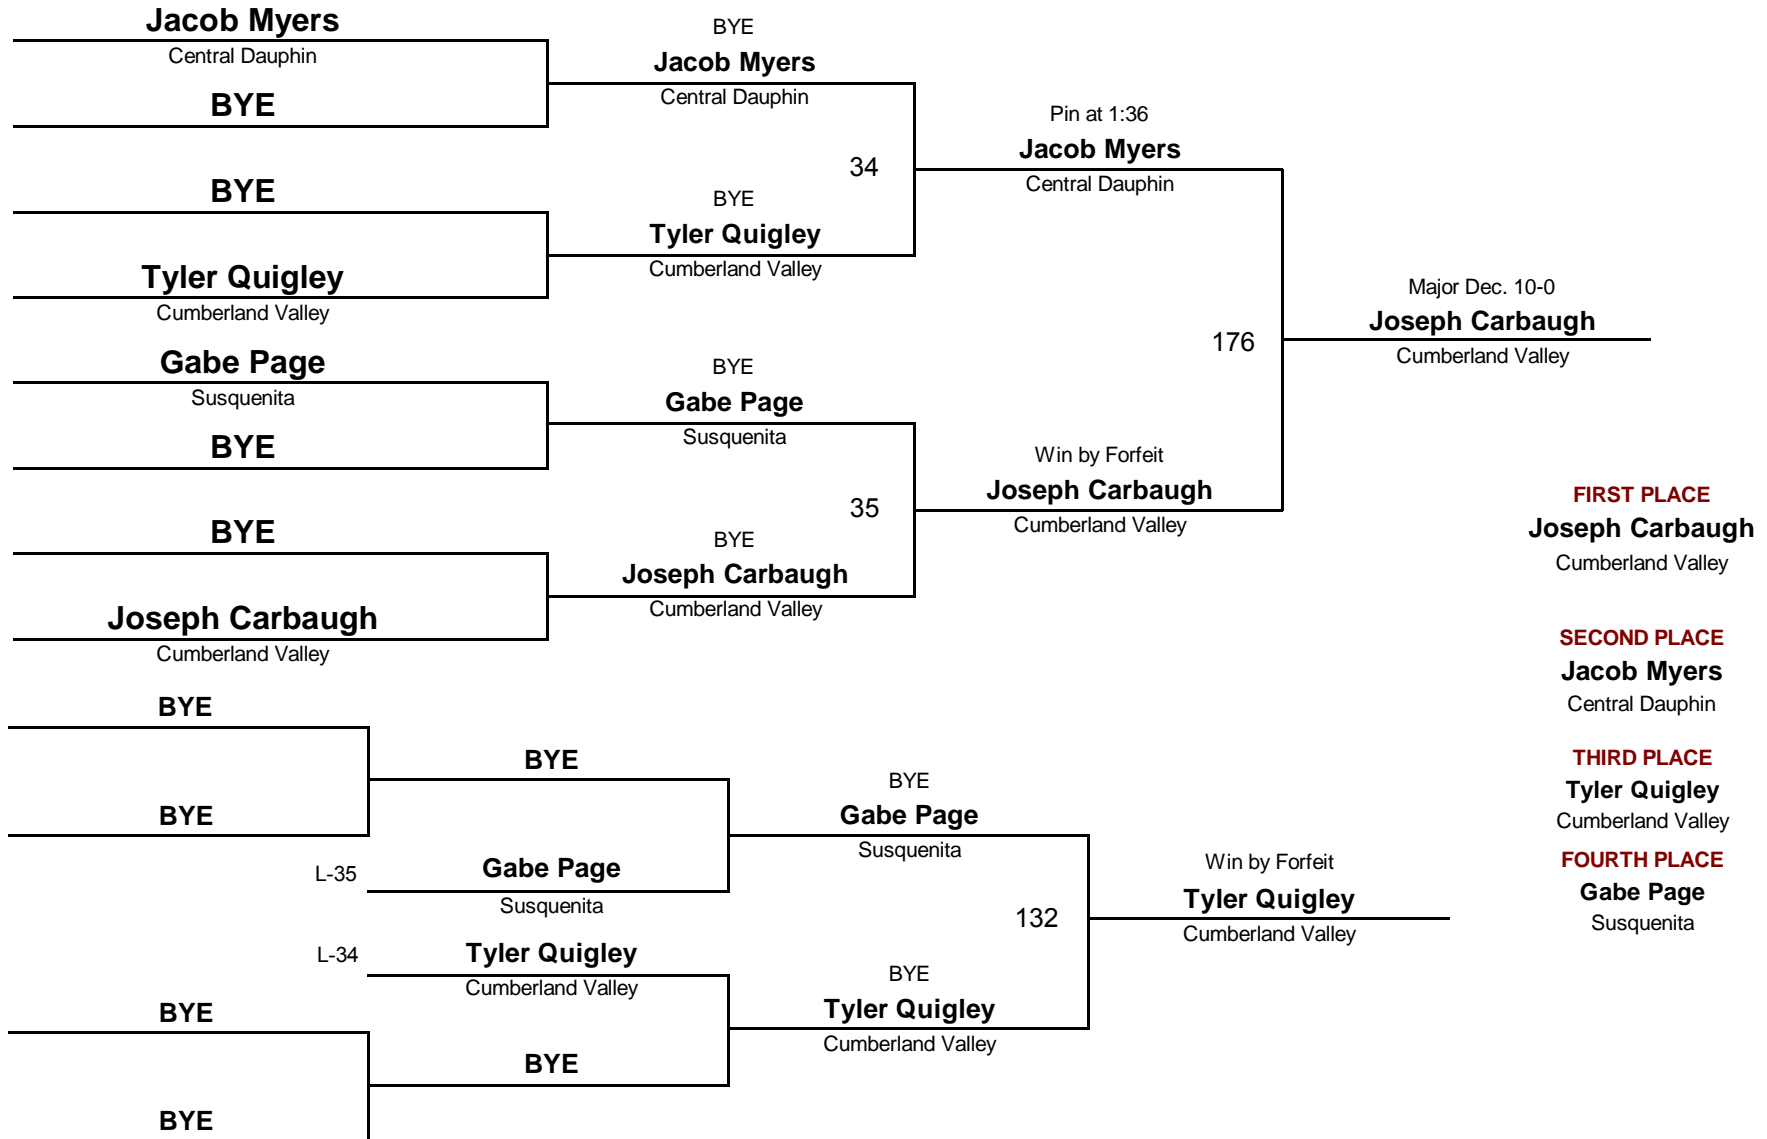 Jacob Myers
Central Dauphin
BYE
BYE
Tyler Quigley
Cumberland Valley
Gabe Page
Susquenita
BYE
BYE
Joseph Carbaugh
Cumberland Valley
BYE
Jacob Myers
Central Dauphin
34
BYE
Tyler Quigley
Cumberland Valley
BYE
Gabe Page
Susquenita
35
BYE
Joseph Carbaugh
Cumberland Valley
Pin at 1:36
Jacob Myers
Central Dauphin
176
Win by Forfeit
Joseph Carbaugh
Cumberland Valley
Major Dec. 10-0
Joseph Carbaugh
Cumberland Valley
FIRST PLACE
Joseph Carbaugh
Cumberland Valley
SECOND PLACE
Jacob Myers
Central Dauphin
THIRD PLACE
Tyler Quigley
Cumberland Valley
FOURTH PLACE
Gabe Page
Susquenita
BYE
BYE
BYE
L-35
Gabe Page
Susquenita
L-34
Tyler Quigley
Cumberland Valley
BYE
BYE
BYE
BYE
Gabe Page
Susquenita
132
BYE
Tyler Quigley
Cumberland Valley
Win by Forfeit
Tyler Quigley
Cumberland Valley